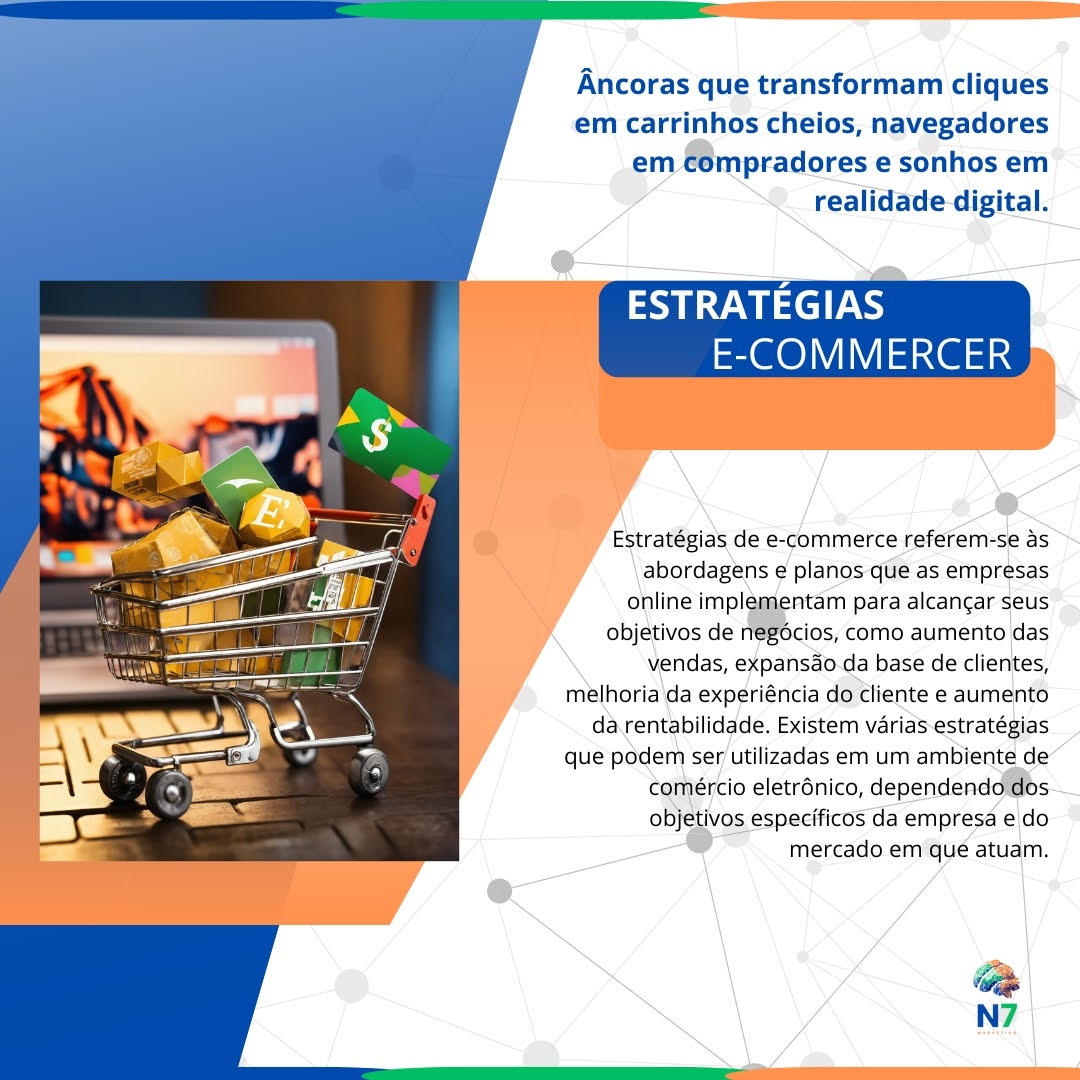 Âncoras que transformam cliques
em carrinhos cheios, navegadores
em compradores e sonhos em
realidade digital.
ESTRATÉGIAS
E-COMMERCER
$
E
Estratégias de e-commerce referem-se às
abordagens e planos que as empresas
online implementam para alcançar seus
objetivos de negócios, como aumento das
vendas, expansão da base de clientes,
melhoria da experiência do cliente e aumento
da rentabilidade. Existem várias estratégias
que podem ser utilizadas em um ambiente de
comércio eletrônico, dependendo dos
objetivos específicos da empresa e do
mercado em que atuam.
N7
MARKETING